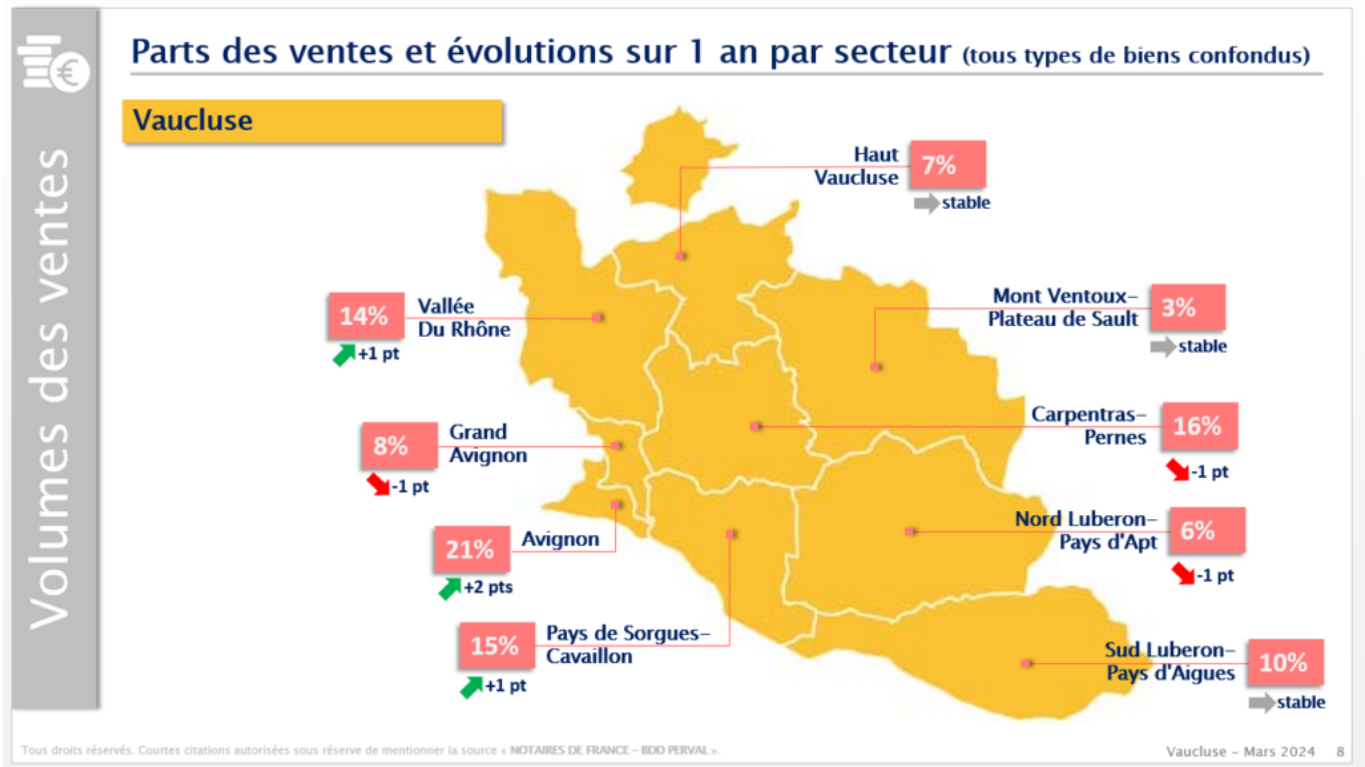 Parts des ventes et évolutions sur 1 an par secteur (tous types de biens confondus)
Volumes des ventes
Vaucluse
Haut
Vaucluse
7%
stable
Mont Ventoux–
Plateau de Sault
3%
stable
Vallée
Du Rhône
14%
+1 pt
Carpentras–
Pernes
16%
-1 pt
Grand
Avignon
8%
-1 pt
Nord Luberon–
Pays d'Apt
6%
-1 pt
Avignon
21%
+2 pts
Pays de Sorgues–
Cavaillon
15%
+1 pt
Sud Luberon–
Pays d'Aigues
10%
stable
Tous droits réservés. Courtes citations autorisées sous réserve de mentionner la source « NOTAIRES DE FRANCE – BDD PERVAL ».
Vaucluse – Mars 2024 8